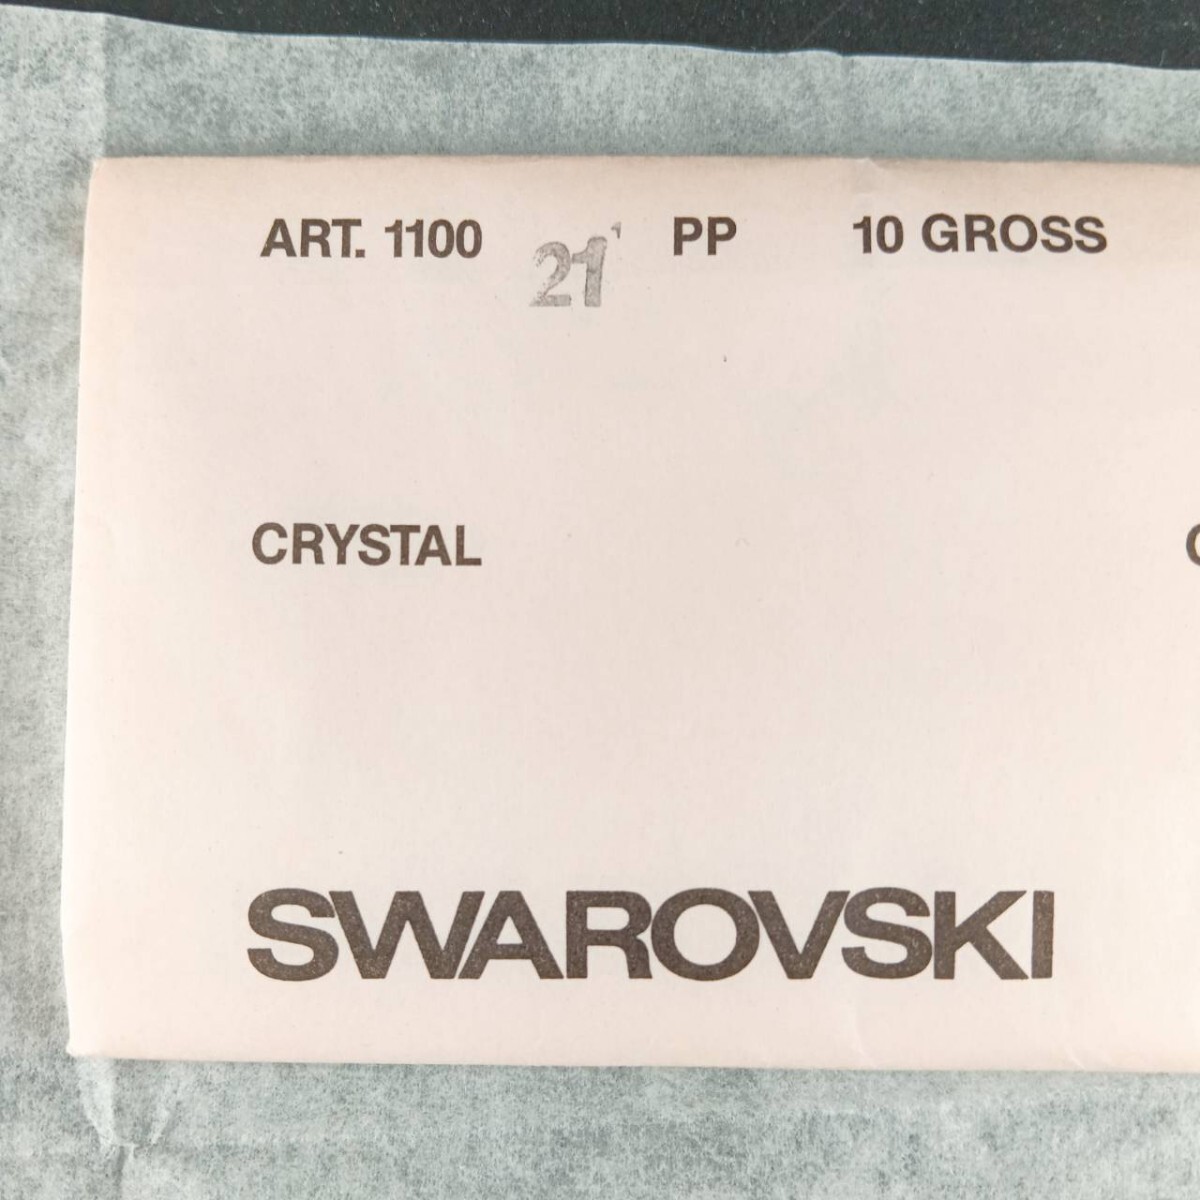 ART. 1100 21 PP 10 GROSS
CRYSTAL
SWAROVSKI